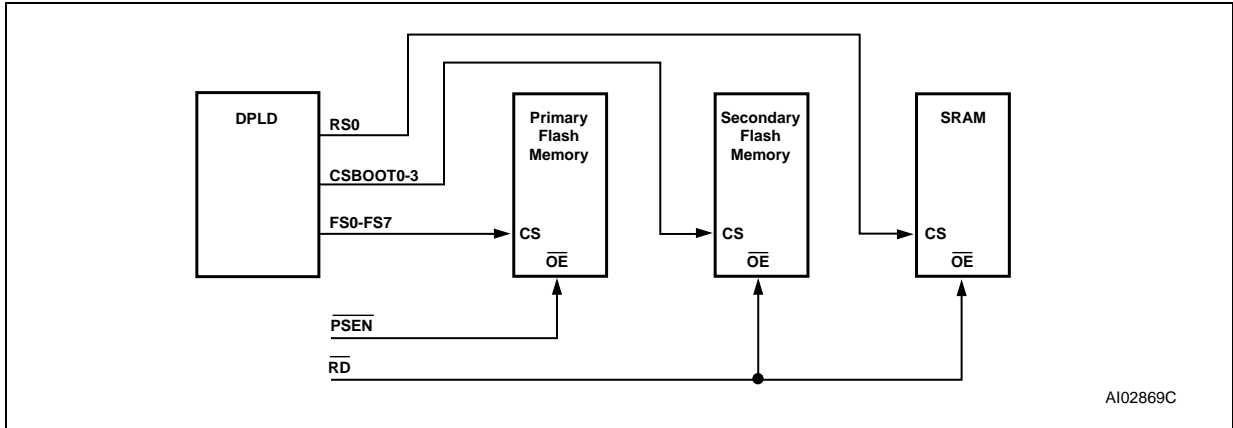 DPLD
RS0
CSBOOT0-3
FS0-FS7
Primary
Flash
Memory
CS
OE
Secondary
Flash
Memory
CS
OE
SRAM
CS
OE
PSEN
RD
AI02869C